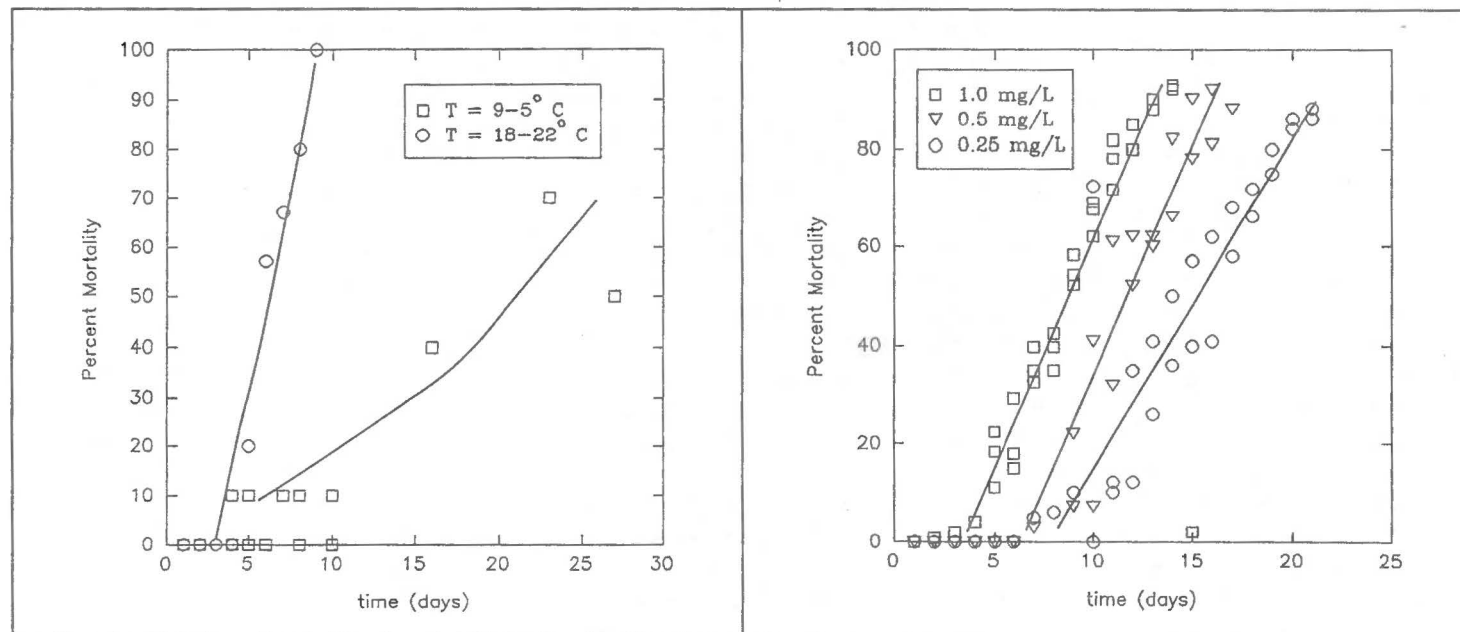 100
90
80
70
60
50
40
30
20
10
0
Percent Mortality
T = 9–5° C
T = 18–22° C
0 5 10 15 20 25 30
time (days)
100
80
60
40
20
0
Percent Mortality
1.0 mg/L
0.5 mg/L
0.25 mg/L
0 5 10 15 20 25
time (days)